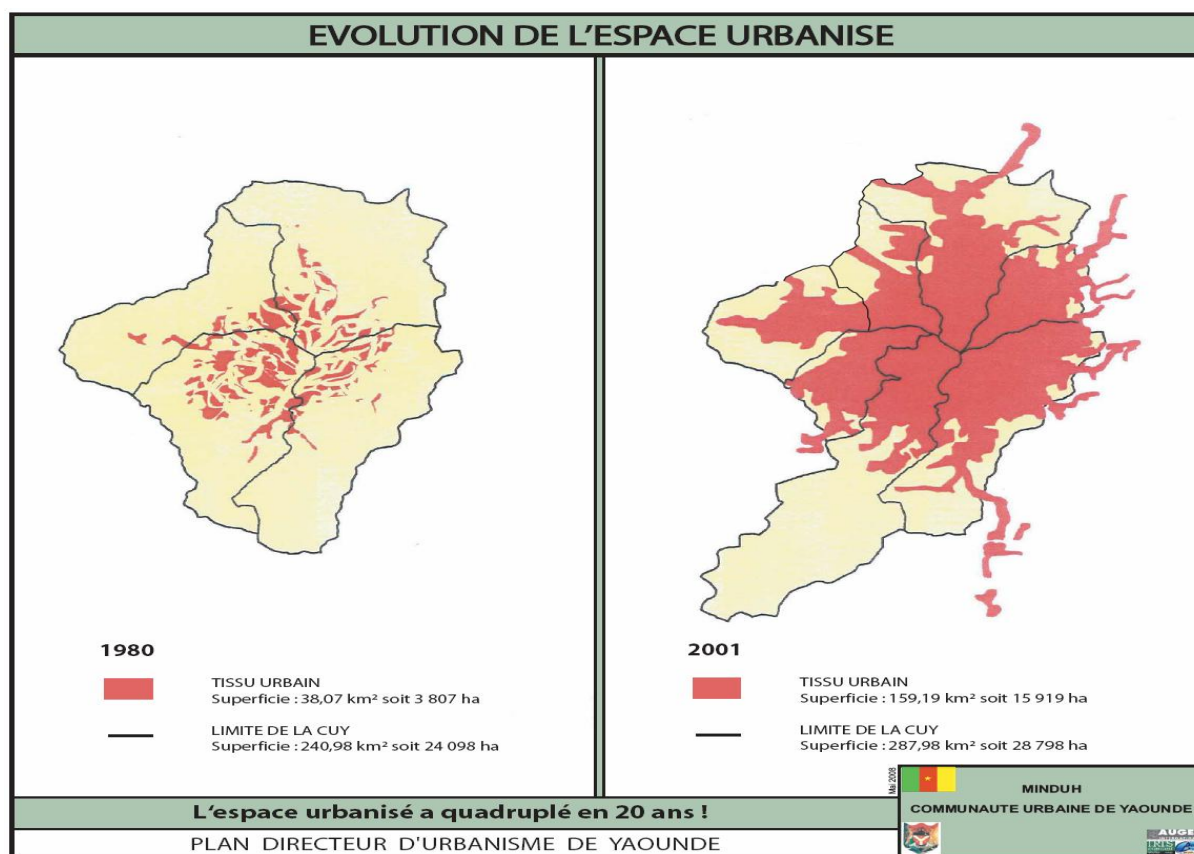 EVOLUTION DE L'ESPACE URBANISE
1980
TISSU URBAIN
Superficie : 38,07 km² soit 3 807 ha
LIMITE DE LA CUY
Superficie : 240,98 km² soit 24 098 ha
2001
TISSU URBAIN
Superficie : 159,19 km² soit 15 919 ha
LIMITE DE LA CUY
Superficie : 287,98 km² soit 28 798 ha
L'espace urbanisé a quadruplé en 20 ans !
PLAN DIRECTEUR D'URBANISME DE YAOUNDE
Mai 2008
MINDUH
COMMUNAUTE URBAINE DE YAOUNDE
AUGE
IRIS